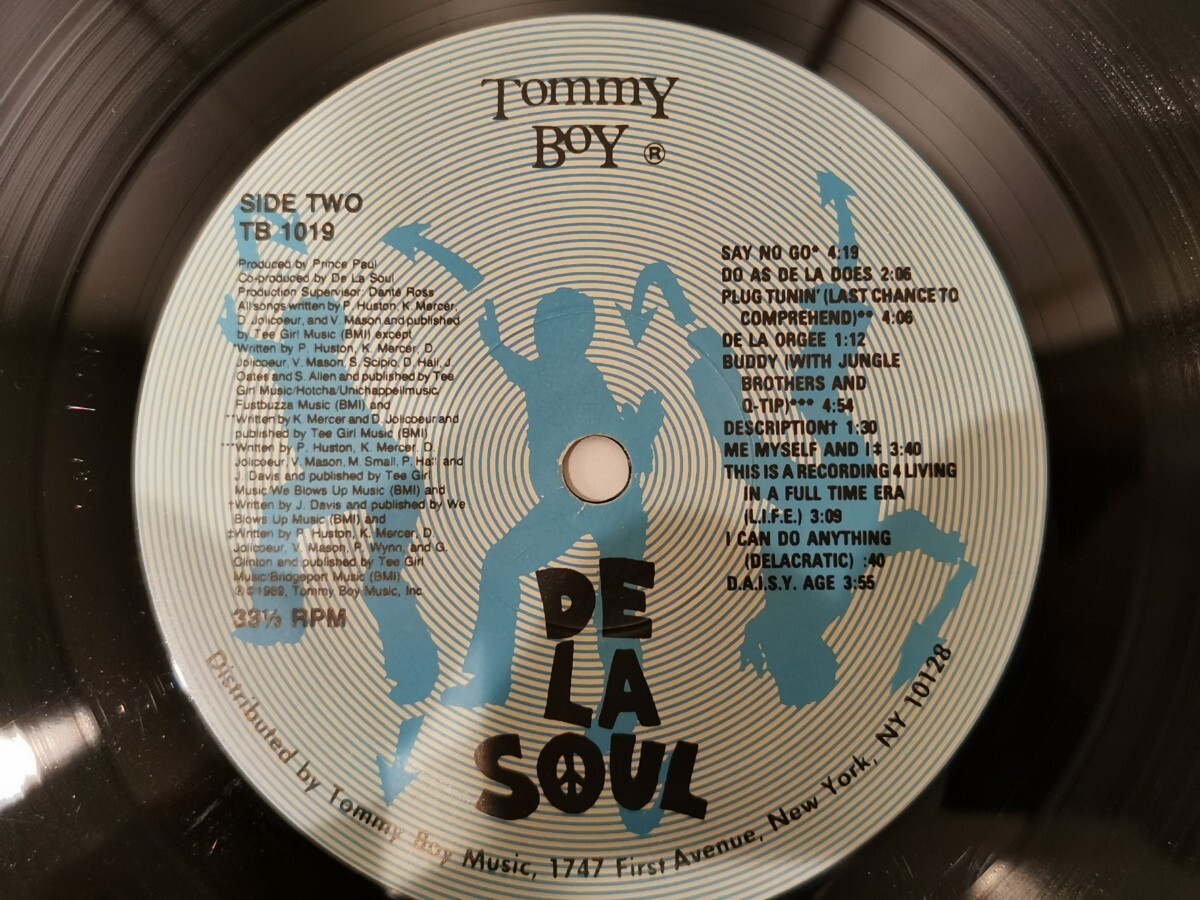 Tommy
Boy ®
SIDE TWO
TB 1019
Produced by Prince Paul
Co-produced by De La Soul
Production Supervisor: Danté Ross
All songs written by P. Huston, K. Mercer,
D. Jolicoeur, and V. Mason and published
by Tee Girl Music (BMI) except
*Written by P. Huston, K. Mercer, D.
Jolicoeur, V. Mason, S. Scipio, D. Hall, J.
Oates and S. Allen and published by Tee
Girl Music/Hotcha/Unichappellmusic/
Fustbuzza Music (BMI) and
**Written by K. Mercer and D. Jolicoeur and
published by Tee Girl Music (BMI)
***Written by P. Huston, K. Mercer, D.
Jolicoeur, V. Mason, M. Small, P. Hall and
J. Davis and published by Tee Girl
Music/We Blows Up Music (BMI) and
†Written by J. Davis and published by We
Blows Up Music (BMI) and
‡Written by P. Huston, K. Mercer, D.
Jolicoeur, V. Mason, P. Wynn, and G.
Clinton and published by Tee Girl
Music/Bridgeport Music (BMI)
℗© 1989, Tommy Boy Music, Inc
33⅓ RPM
SAY NO GO* 4:19
DO AS DE LA DOES 2:06
PLUG TUNIN' (LAST CHANCE TO
COMPREHEND)** 4:06
DE LA ORGEE 1:12
BUDDY (WITH JUNGLE
BROTHERS AND
Q-TIP)*** 4:54
DESCRIPTION† 1:30
ME MYSELF AND I‡ 3:40
THIS IS A RECORDING 4 LIVING
IN A FULL TIME ERA
(L.I.F.E.) 3:09
I CAN DO ANYTHING
(DELACRATIC) :40
D.A.I.S.Y. AGE 3:55
DE
LA
SOUL
Distributed by Tommy Boy Music, 1747 First Avenue, New York, NY 10128